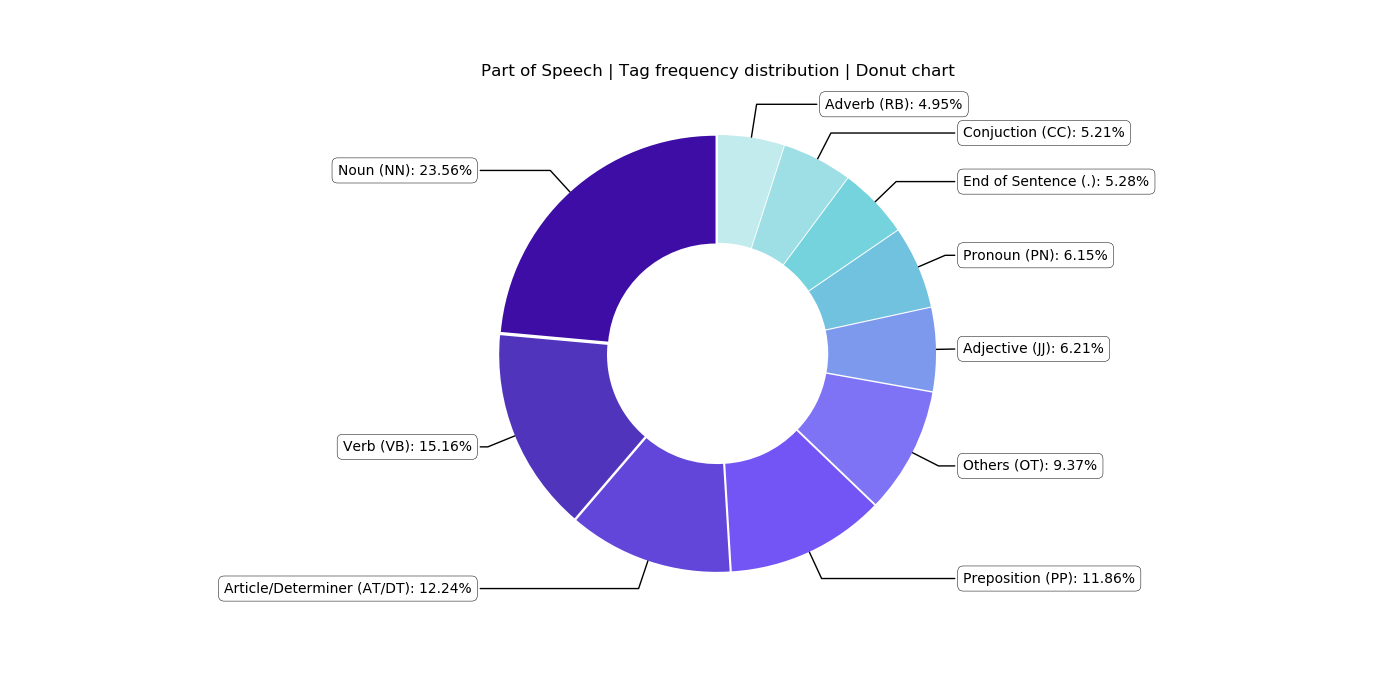 Part of Speech | Tag frequency distribution | Donut chart
Adverb (RB): 4.95%
Conjuction (CC): 5.21%
Noun (NN): 23.56%
End of Sentence (.): 5.28%
Pronoun (PN): 6.15%
Adjective (JJ): 6.21%
Verb (VB): 15.16%
Others (OT): 9.37%
Preposition (PP): 11.86%
Article/Determiner (AT/DT): 12.24%